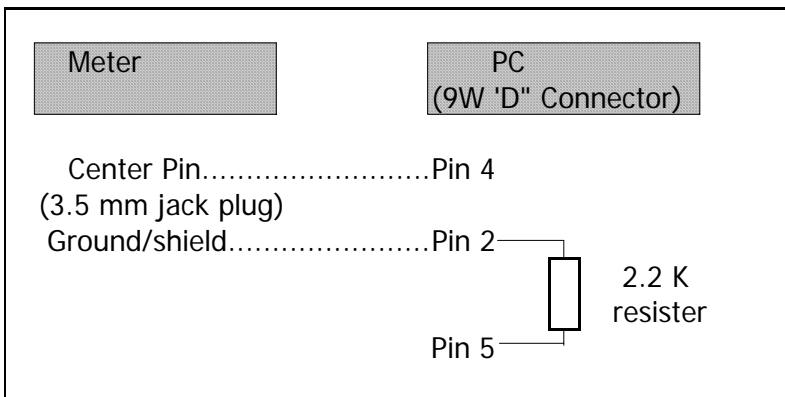 Meter
PC
(9W 'D" Connector)
Center Pin..........................Pin 4
(3.5 mm jack plug)
Ground/shield.......................Pin 2
2.2 K
resister
Pin 5